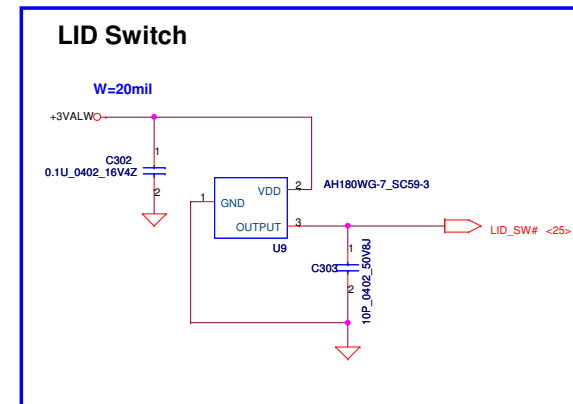 LID Switch
W=20mil
+3VALW
1
C302
0.1U_0402_16V4Z
2
1
GND
VDD
2
AH180WG-7_SC59-3
OUTPUT
3
U9
LID_SW# <25>
1
C303
2
10P_0402_50V8J